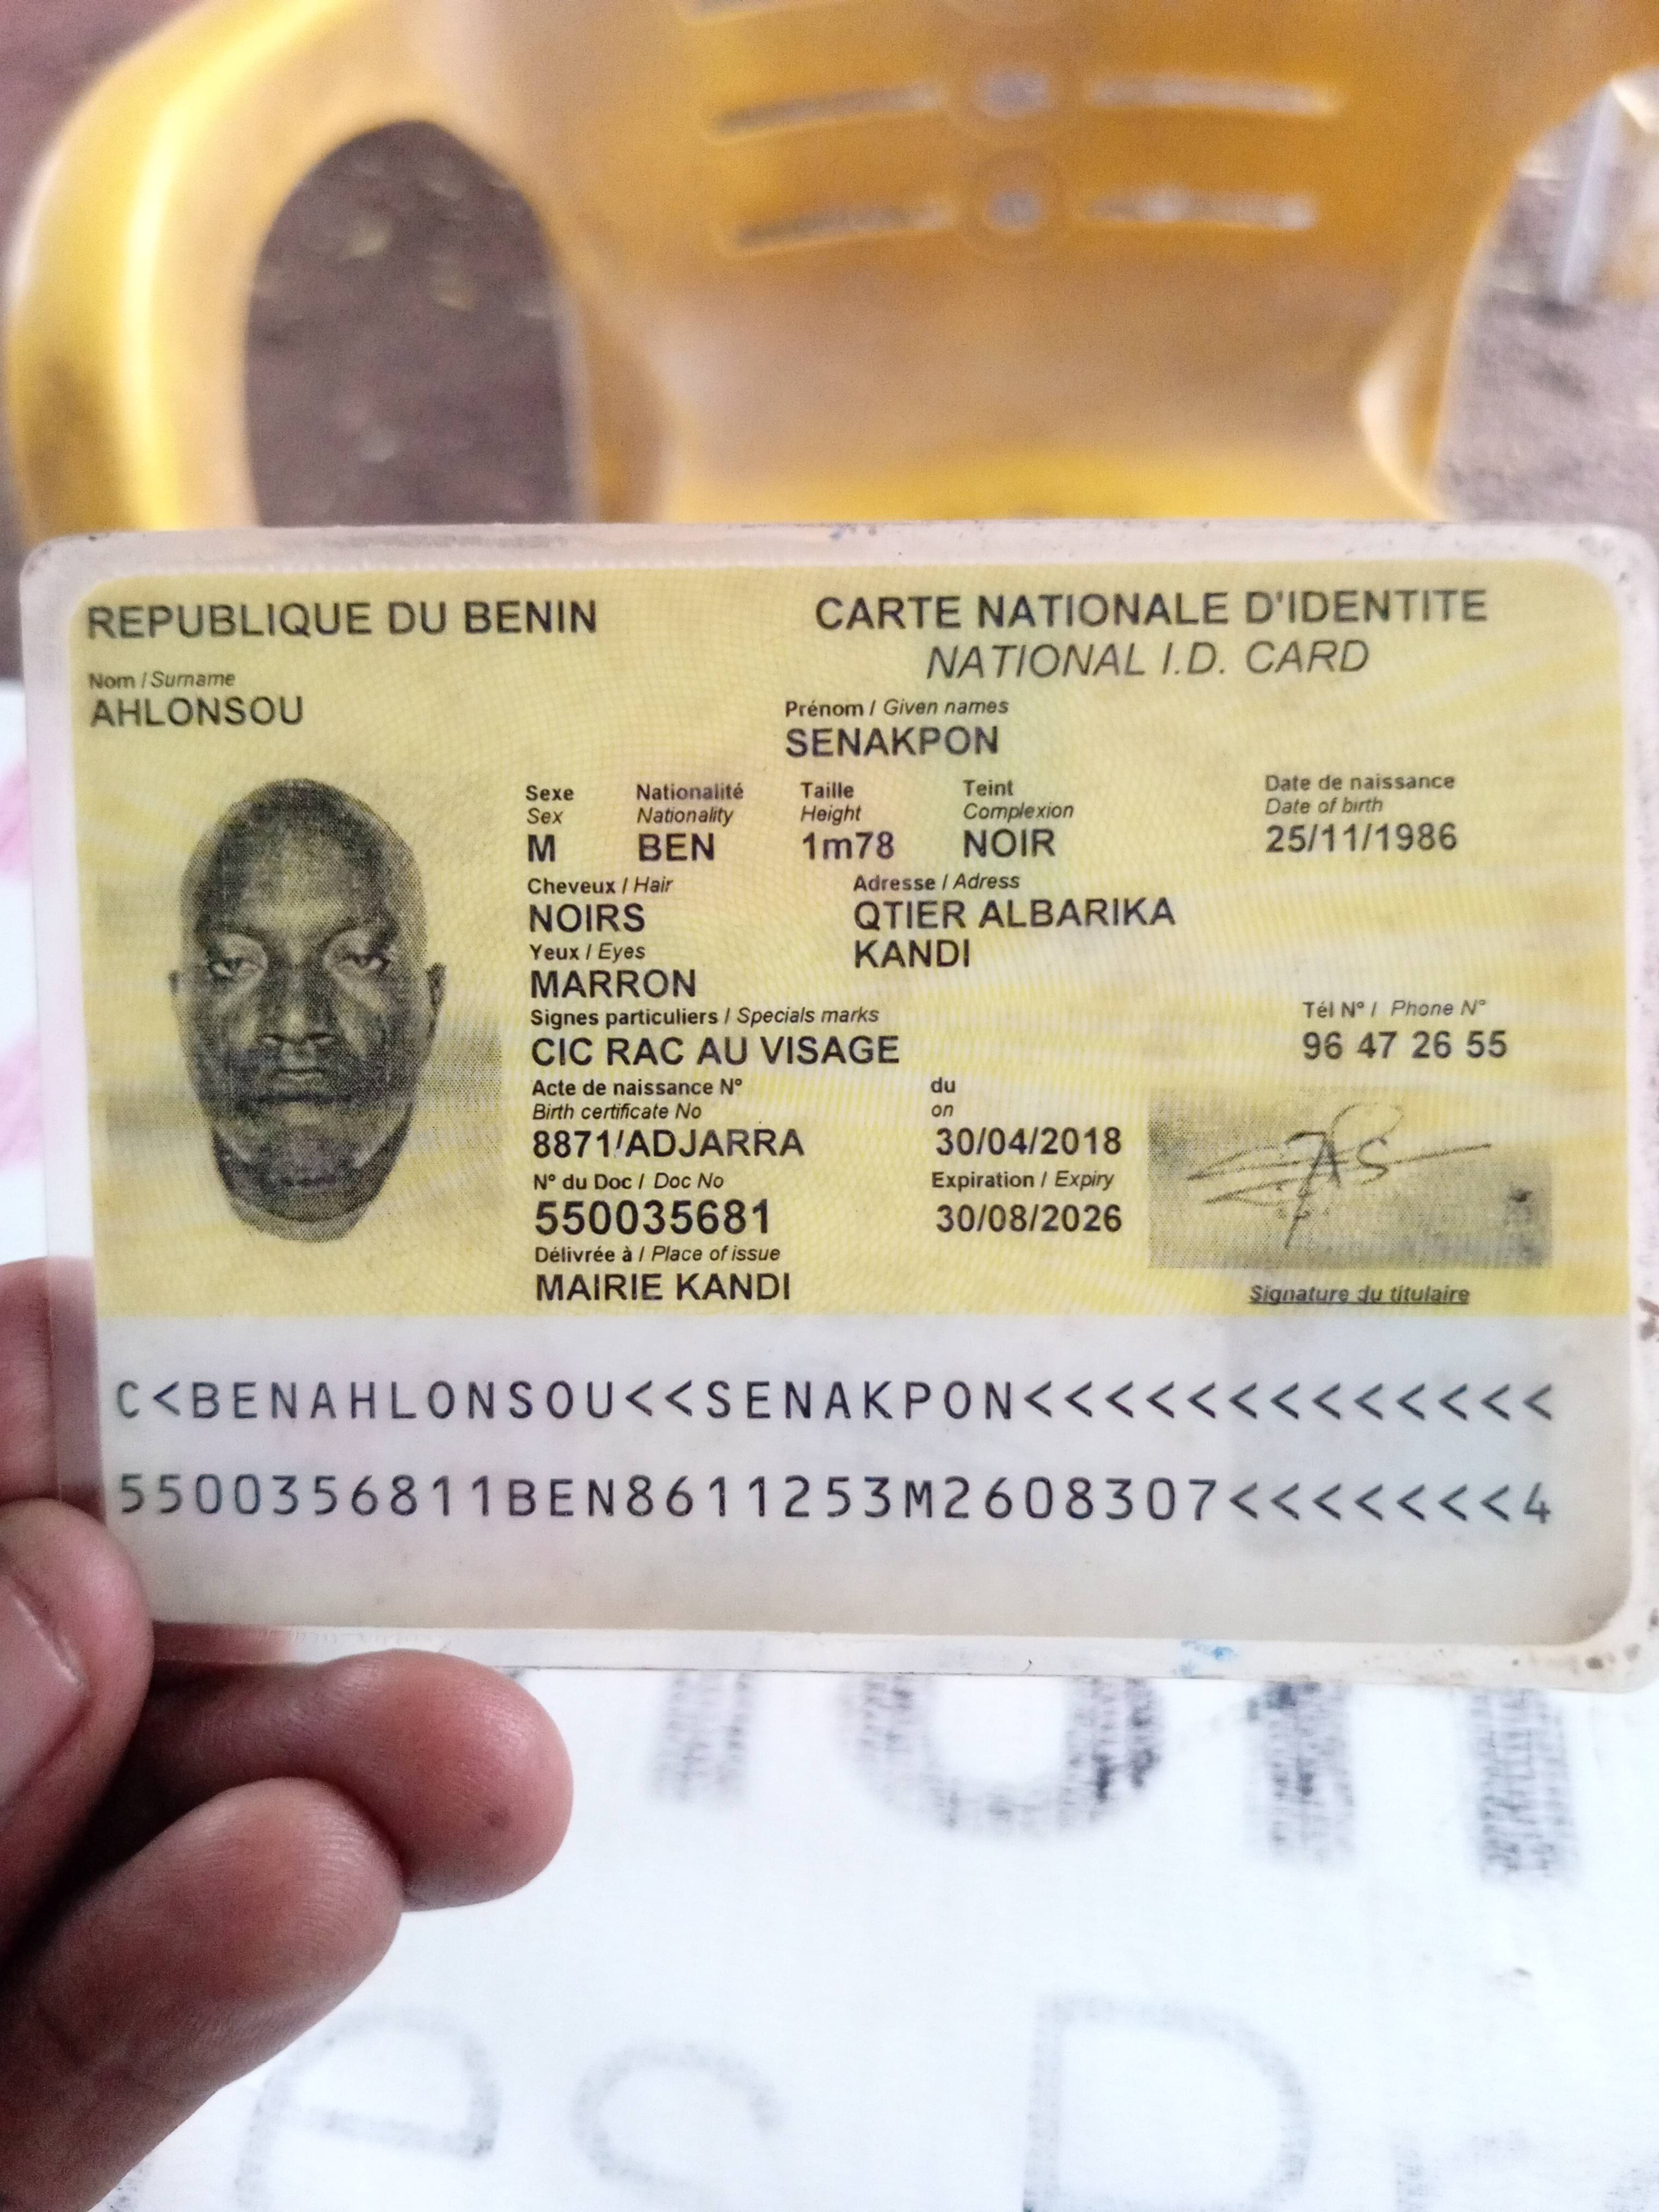 REPUBLIQUE DU BENIN
CARTE NATIONALE D'IDENTITE
NATIONAL I.D. CARD
Nom / Surname
AHLONSOU
Prénom / Given names
SENAKPON
Sexe Nationalité Taille Teint Date de naissance
Sex Nationality Height Complexion Date of birth
M BEN 1m78 NOIR 25/11/1986
Cheveux / Hair Adresse / Adress
NOIRS QTIER ALBARIKA
Yeux / Eyes KANDI
MARRON
Signes particuliers / Specials marks Tél N° / Phone N°
CIC RAC AU VISAGE 96 47 26 55
Acte de naissance N° du
Birth certificate No on
8871/ADJARRA 30/04/2018
N° du Doc / Doc No Expiration / Expiry
550035681 30/08/2026
Délivrée à / Place of issue
MAIRIE KANDI
Signature du titulaire
C<BENAHLONSOU<<SENAKPON<<<<<<<<<<<<<<
5500356811BEN8611253M2608307<<<<<<<4